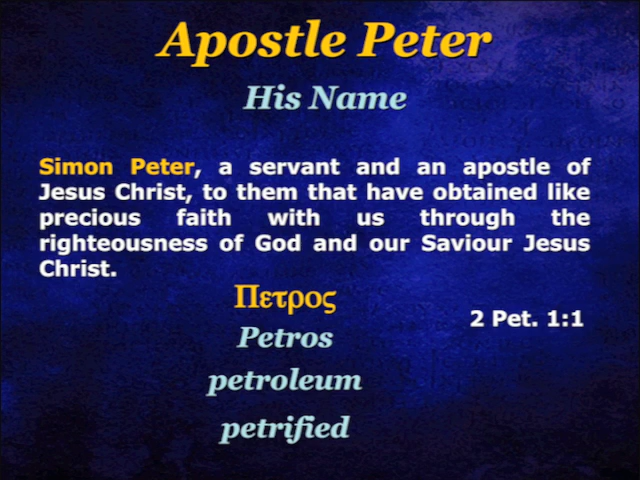 Apostle Peter
His Name
Simon Peter, a servant and an apostle of
Jesus Christ, to them that have obtained like
precious faith with us through the
righteousness of God and our Saviour Jesus
Christ.
Πετρος
2 Pet. 1:1
Petros
petroleum
petrified